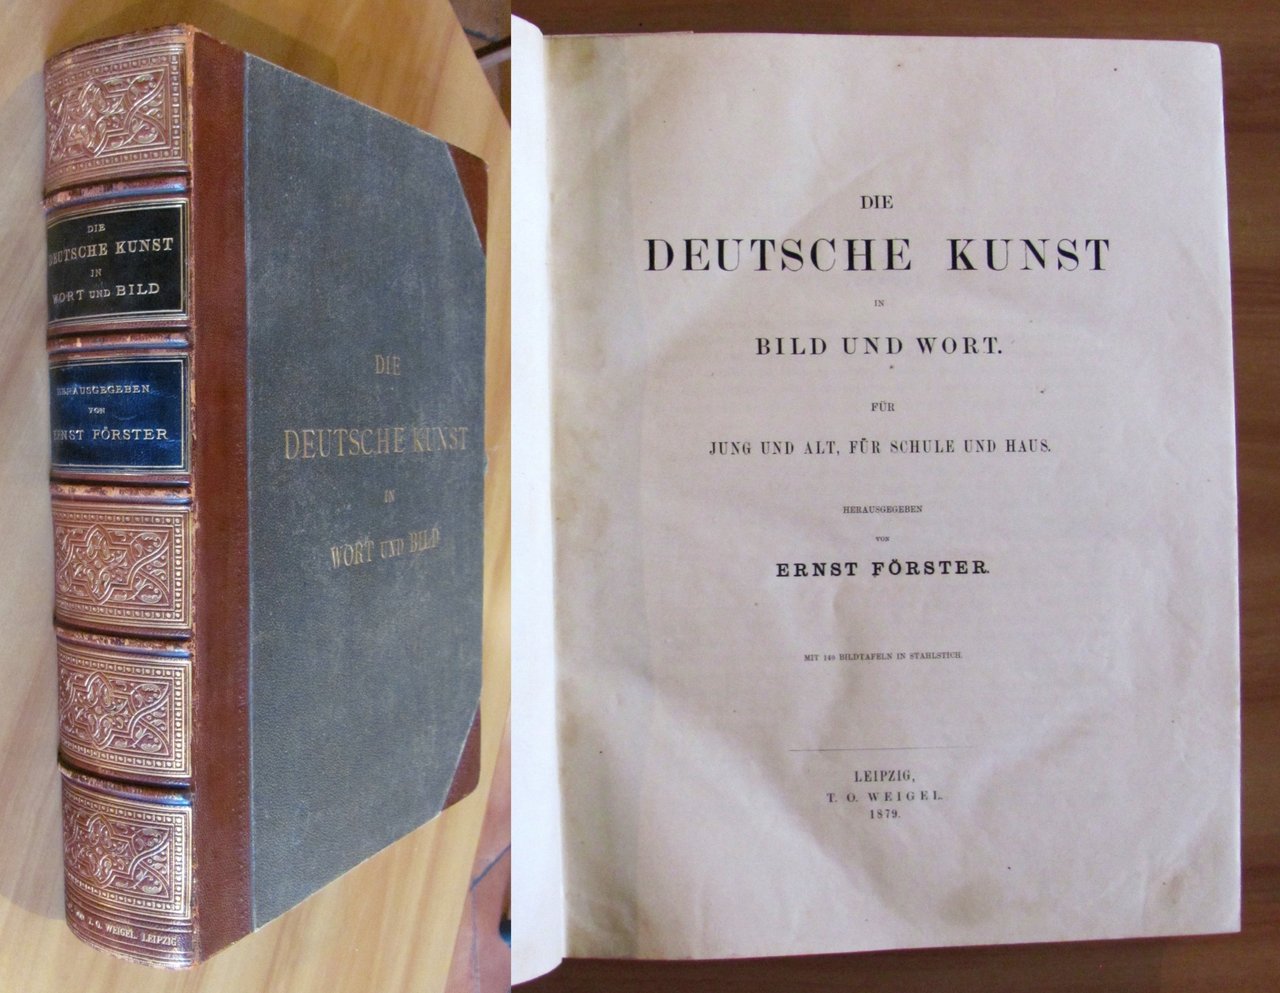 DIE
DEUTSCHE KUNST
IN
WORT UND BILD
HERAUSGEGEBEN
VON
ERNST FÖRSTER
T. O. WEIGEL. LEIPZIG
DIE
DEUTSCHE KUNST
IN
WORT UND BILD
DIE
DEUTSCHE KUNST
IN
BILD UND WORT.
FÜR
JUNG UND ALT, FÜR SCHULE UND HAUS.
HERAUSGEGEBEN
VON
ERNST FÖRSTER.
MIT 140 BILDTAFELN IN STAHLSTICH.
LEIPZIG,
T. O. WEIGEL.
1879.